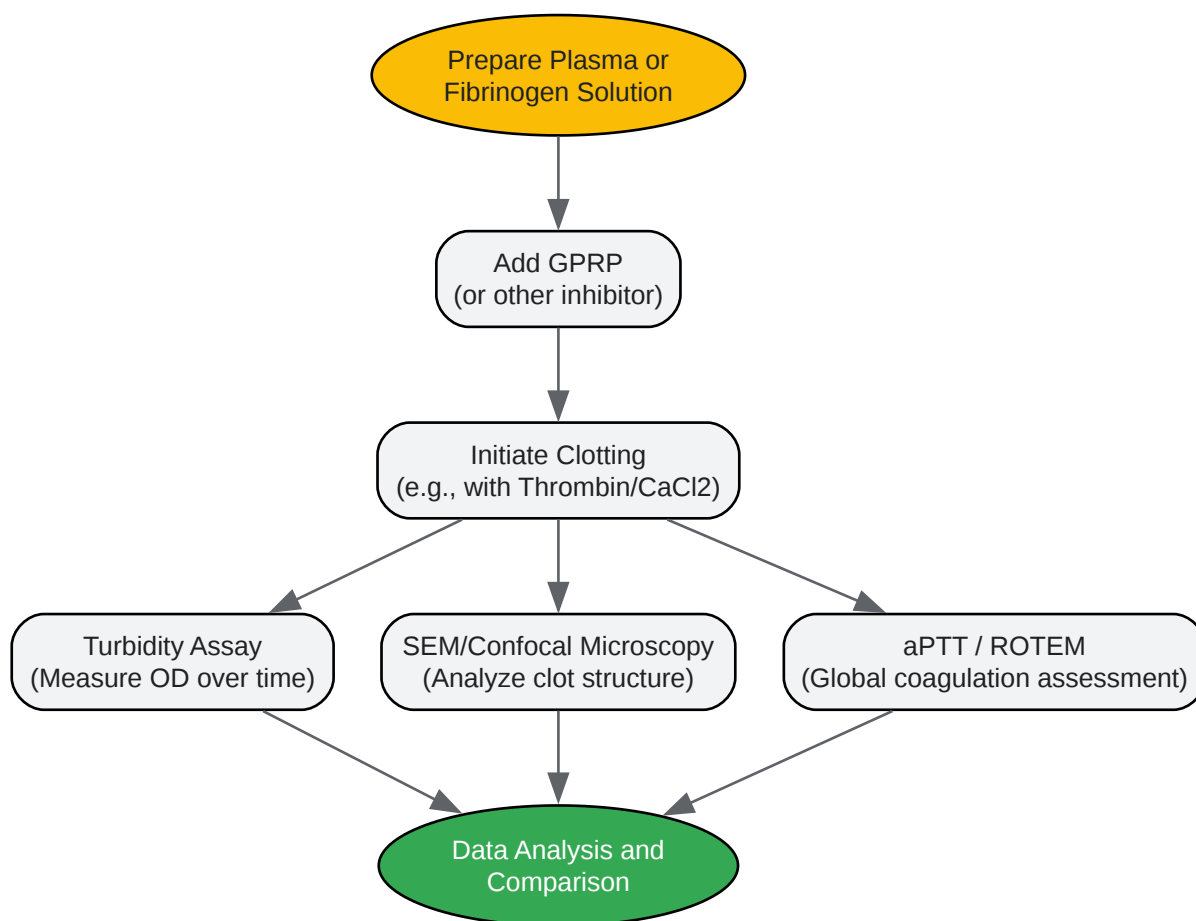 Prepare Plasma or
Fibrinogen Solution
Add GPRP
(or other inhibitor)
Initiate Clotting
(e.g., with Thrombin/CaCl2)
Turbidity Assay
(Measure OD over time)
SEM/Confocal Microscopy
(Analyze clot structure)
aPTT / ROTEM
(Global coagulation assessment)
Data Analysis and
Comparison